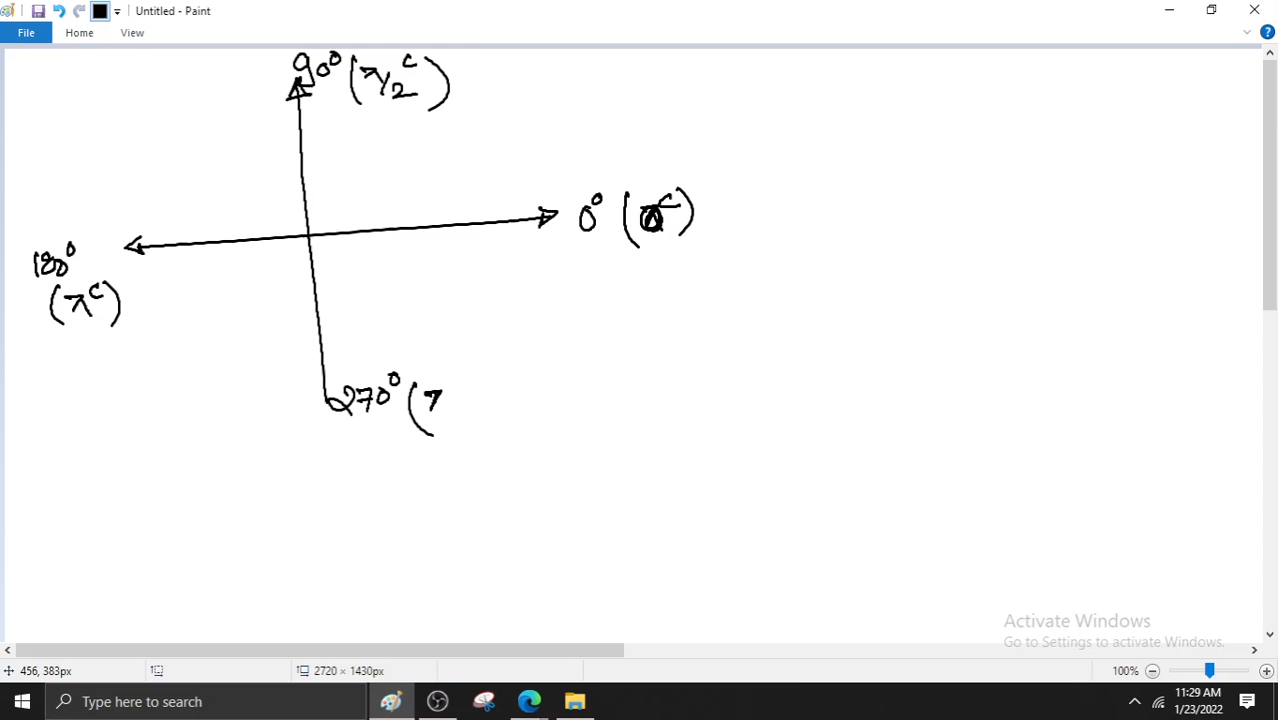 Untitled - Paint
File Home View
90° (π/2 c)
0° (0c)
180°
(πc)
270° (π
Activate Windows
Go to Settings to activate Windows.
456, 383px
2720 × 1430px
100%
Type here to search
11:29 AM
1/23/2022